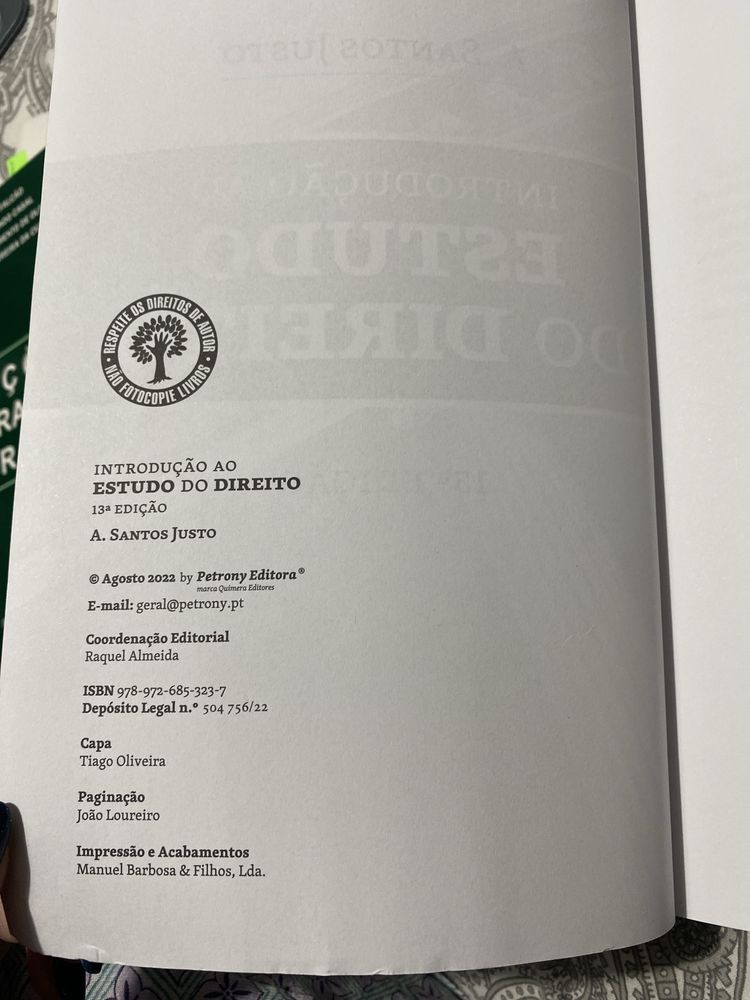 RESPEITE OS DIREITOS DE AUTOR
NÃO FOTOCOPIE LIVROS
INTRODUÇÃO AO
ESTUDO DO DIREITO
13ª EDIÇÃO
A. SANTOS JUSTO
© Agosto 2022 by Petrony Editora®
marca Quimera Editores
E-mail: geral@petrony.pt
Coordenação Editorial
Raquel Almeida
ISBN 978-972-685-323-7
Depósito Legal n.º 504 756/22
Capa
Tiago Oliveira
Paginação
João Loureiro
Impressão e Acabamentos
Manuel Barbosa & Filhos, Lda.